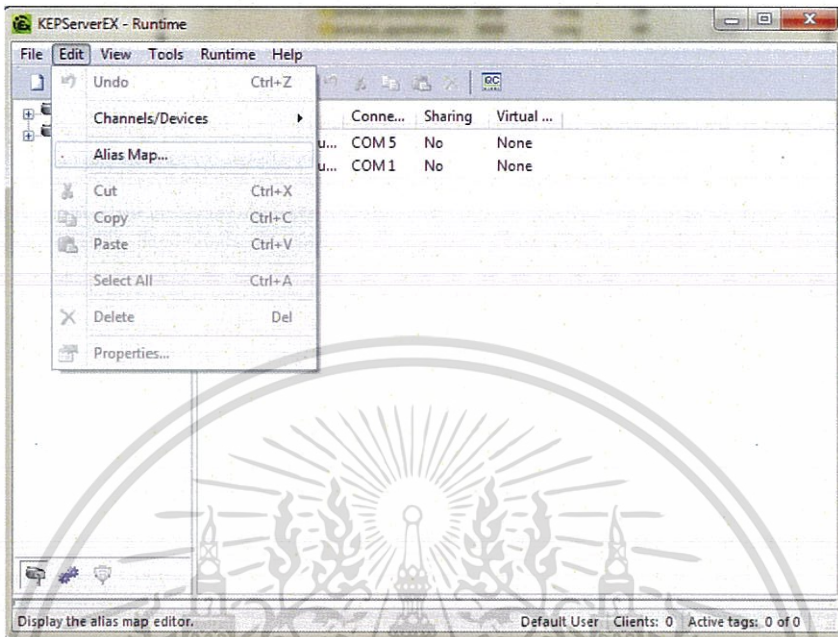 KEPServerEX - Runtime
File Edit View Tools Runtime Help
Undo Ctrl+Z
QC
Channels/Devices
Conne... Sharing Virtual ...
u... COM 5 No None
Alias Map...
u... COM 1 No None
Cut Ctrl+X
Copy Ctrl+C
Paste Ctrl+V
Select All Ctrl+A
Delete Del
Properties...
Display the alias map editor. Default User Clients: 0 Active tags: 0 of 0